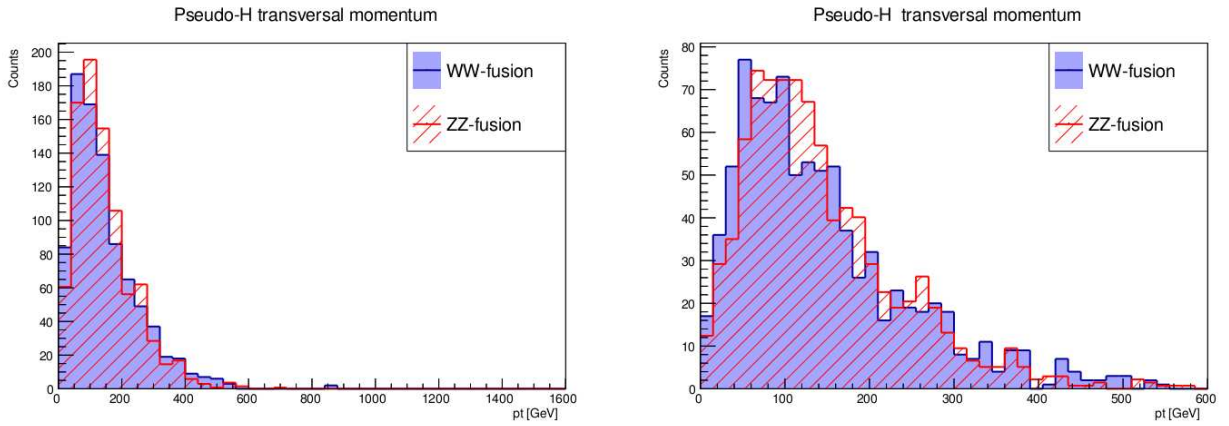 Pseudo-H transversal momentum
Counts
200
180
160
140
120
100
80
60
40
20
0
WW-fusion
ZZ-fusion
0 200 400 600 800 1000 1200 1400 1600
pt [GeV]
Pseudo-H transversal momentum
Counts
80
70
60
50
40
30
20
10
0
WW-fusion
ZZ-fusion
0 100 200 300 400 500 600
pt [GeV]